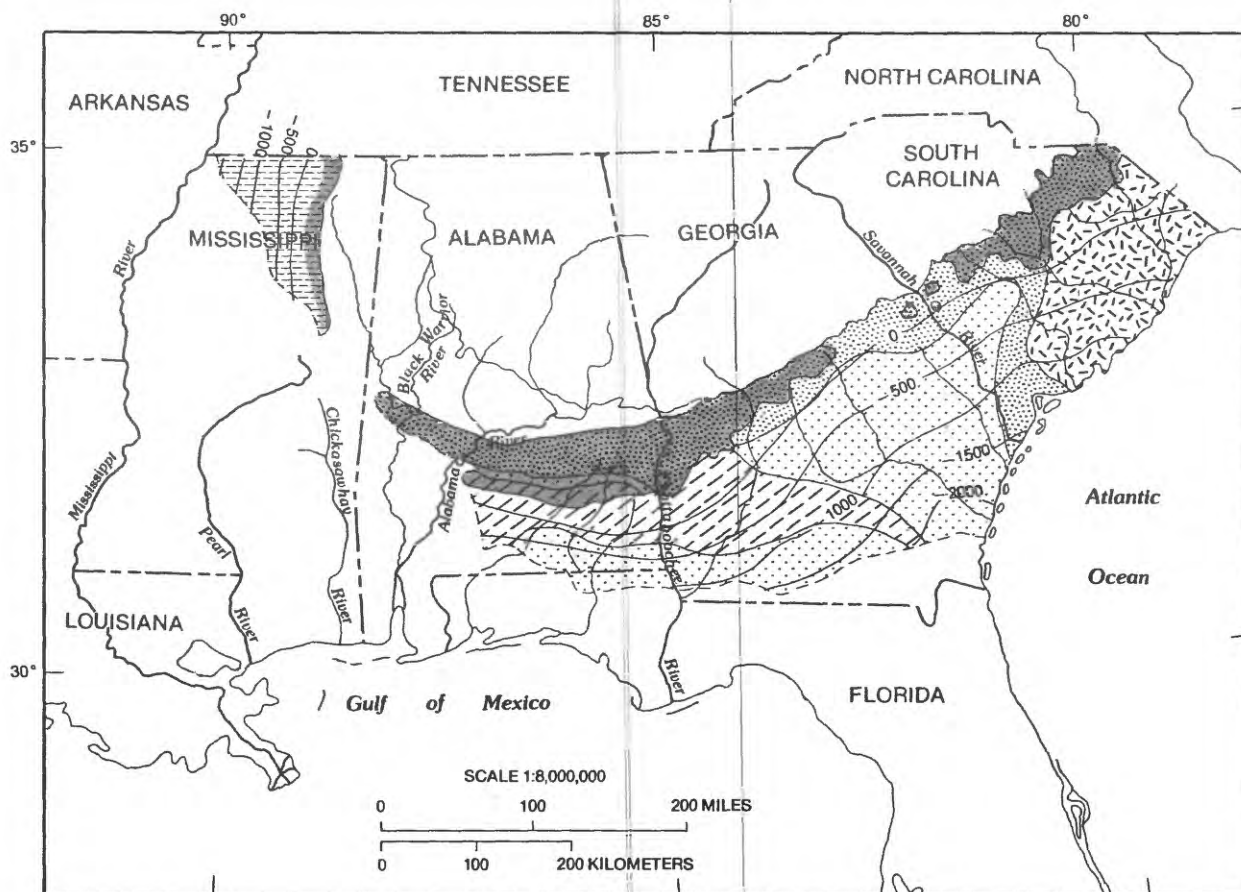 90°
85°
80°
ARKANSAS
TENNESSEE
NORTH CAROLINA
35°
- 1000
- 500
0
SOUTH
CAROLINA
MISSISSIPPI
ALABAMA
GEORGIA
River
Savannah
River
Black Warrior
River
0
500
1500
2000
1000
Mississippi
Chickasawhay
River
Alabama
River
Pearl
River
River
Atlantic
Ocean
LOUISIANA
30°
Gulf of Mexico
FLORIDA
SCALE 1:8,000,000
0 100 200 MILES
0 100 200 KILOMETERS